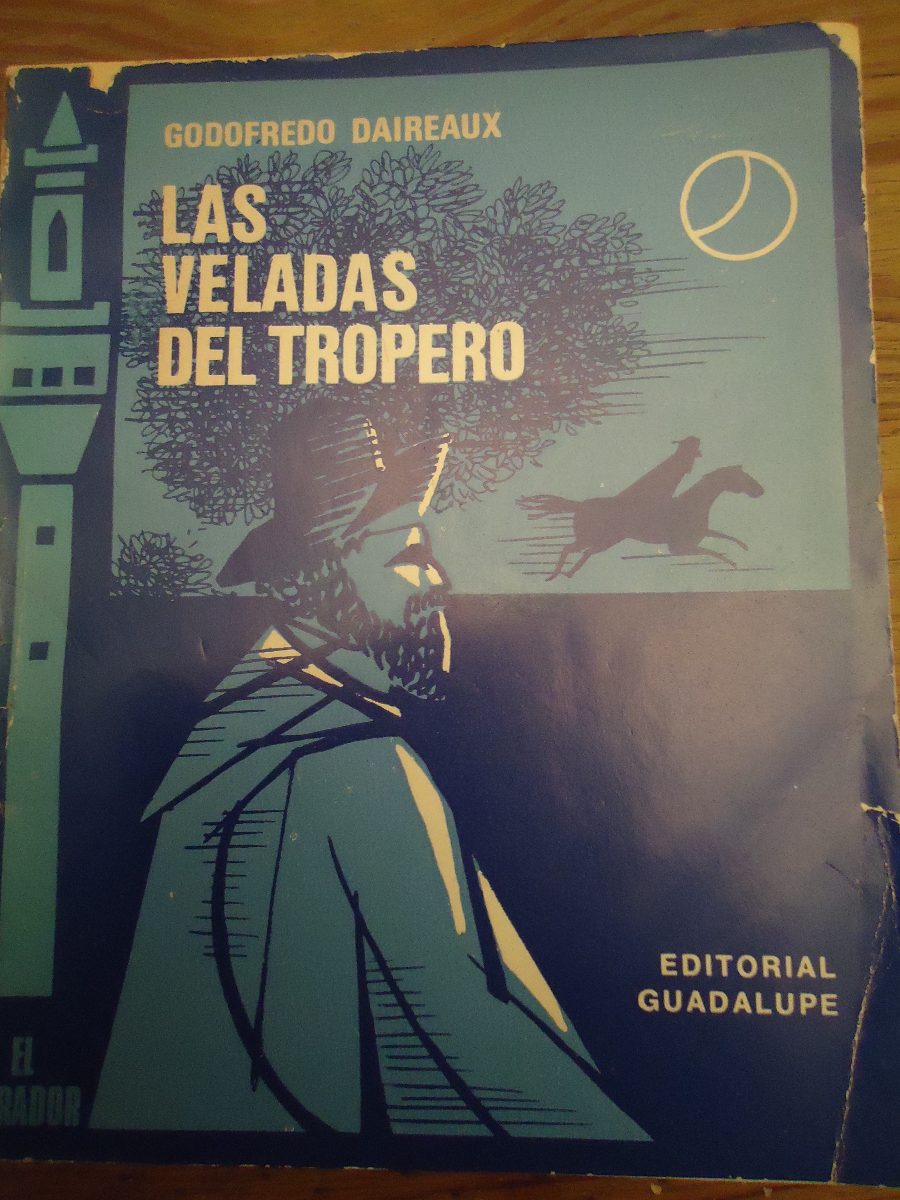 GODOFREDO DAIREAUX
LAS
VELADAS
DEL TROPERO
EDITORIAL
GUADALUPE
EL